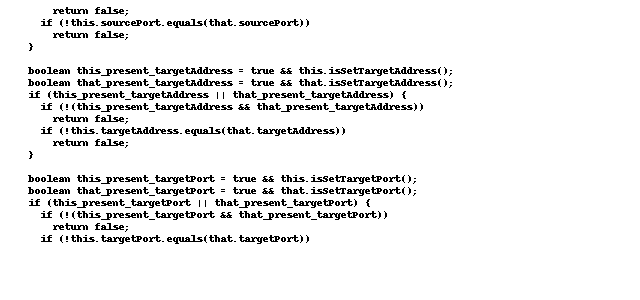 return false;
if (!this.sourcePort.equals(that.sourcePort))
return false;
}
boolean this_present_targetAddress = true && this.isSetTargetAddress();
boolean that_present_targetAddress = true && that.isSetTargetAddress();
if (this_present_targetAddress || that_present_targetAddress) {
if (!(this_present_targetAddress && that_present_targetAddress))
return false;
if (!this.targetAddress.equals(that.targetAddress))
return false;
}
boolean this_present_targetPort = true && this.isSetTargetPort();
boolean that_present_targetPort = true && that.isSetTargetPort();
if (this_present_targetPort || that_present_targetPort) {
if (!(this_present_targetPort && that_present_targetPort))
return false;
if (!this.targetPort.equals(that.targetPort))